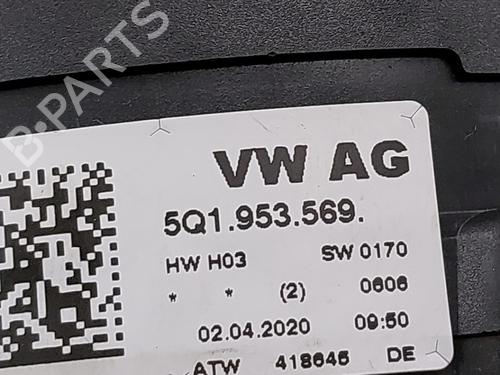 B-PARTS
VW AG
5Q1.953.569.
HW H03 SW 0170
* * (2) 0606
02.04.2020 09:50
ATW 418645 DE